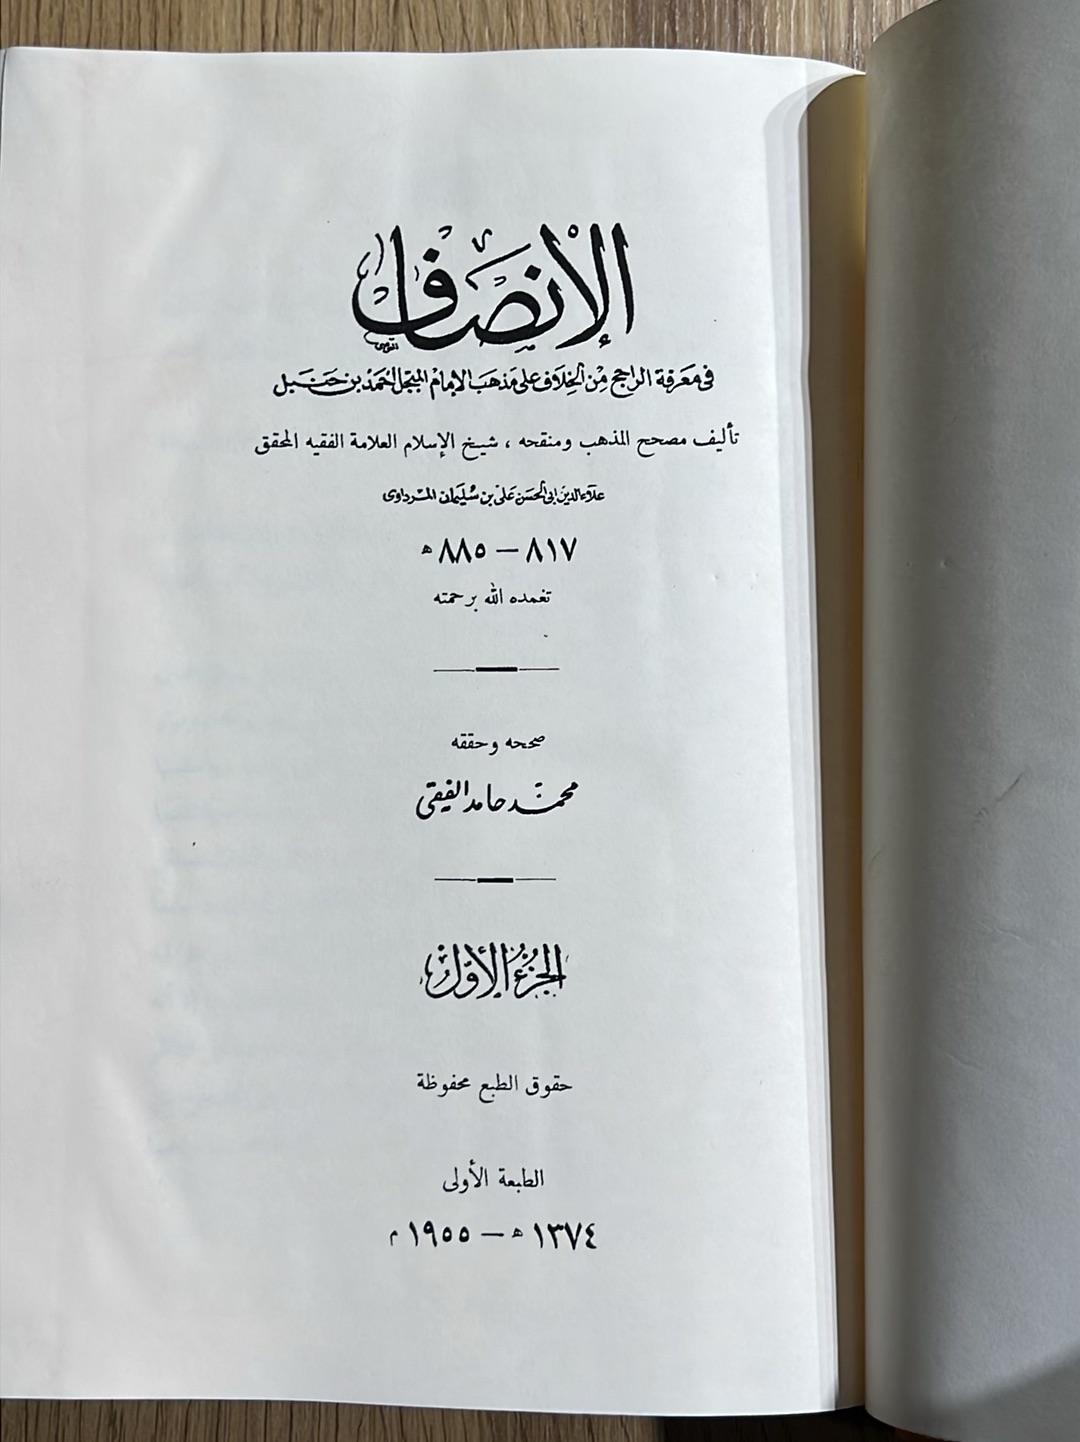 الإنصاف
في معرفة الراجح من الخلاف على مذهب الإمام المبجل أحمد بن حنبل
تأليف مصحح المذهب ومنقحه ، شيخ الإسلام العلامة الفقيه المحقق
علاء الدين أبي الحسن علي بن سليمان المرداوي
٨١٧ — ٨٨٥ ه
تغمده الله برحمته
صححه وحققه
محمد حامد الفقي
الجزء الأول
حقوق الطبع محفوظة
الطبعة الأولى
١٣٧٤ ه — ١٩٥٥ م